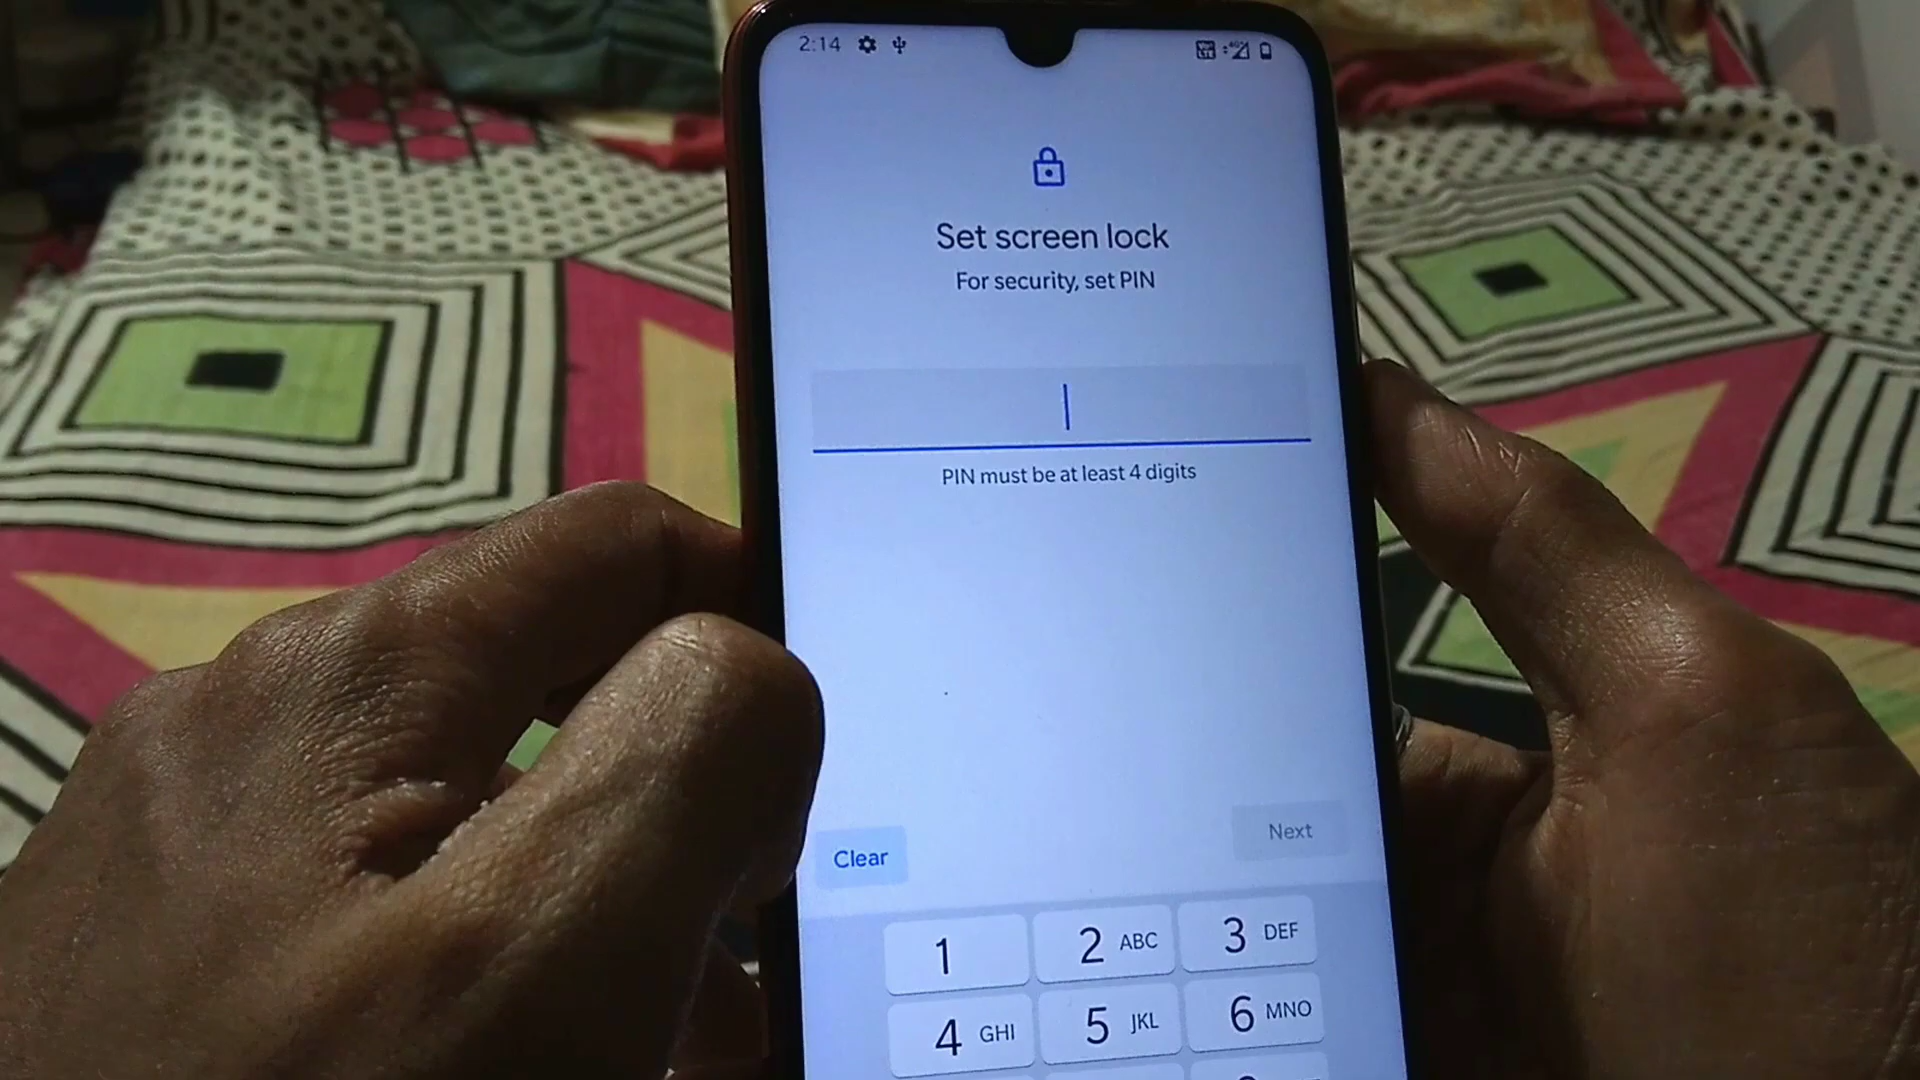 2:14
Set screen lock
For security, set PIN
PIN must be at least 4 digits
Clear
Next
1
2 ABC
3 DEF
4 GHI
5 JKL
6 MNO